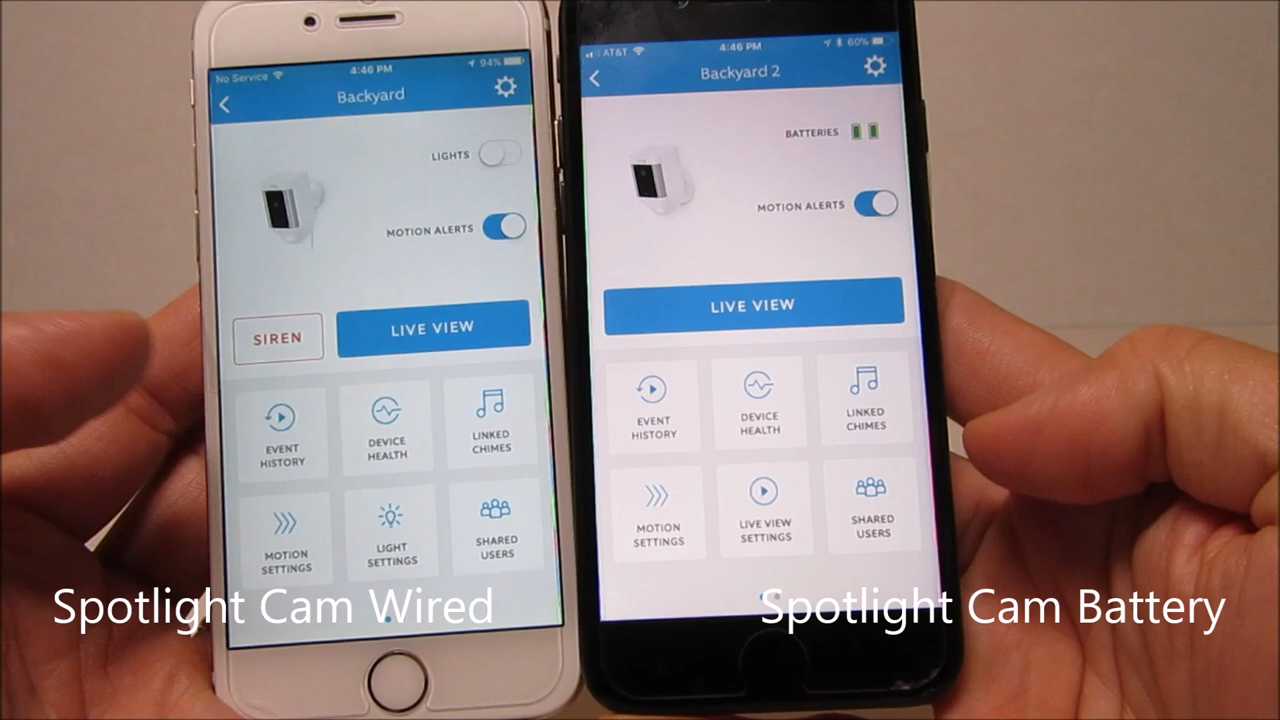 No Service 4:46 PM 94%
Backyard
LIGHTS
MOTION ALERTS
SIREN
LIVE VIEW
EVENT
HISTORY
DEVICE
HEALTH
LINKED
CHIMES
MOTION
SETTINGS
LIGHT
SETTINGS
SHARED
USERS
Spotlight Cam Wired
AT&T 4:46 PM 60%
Backyard 2
BATTERIES
MOTION ALERTS
LIVE VIEW
EVENT
HISTORY
DEVICE
HEALTH
LINKED
CHIMES
MOTION
SETTINGS
LIVE VIEW
SETTINGS
SHARED
USERS
Spotlight Cam Battery